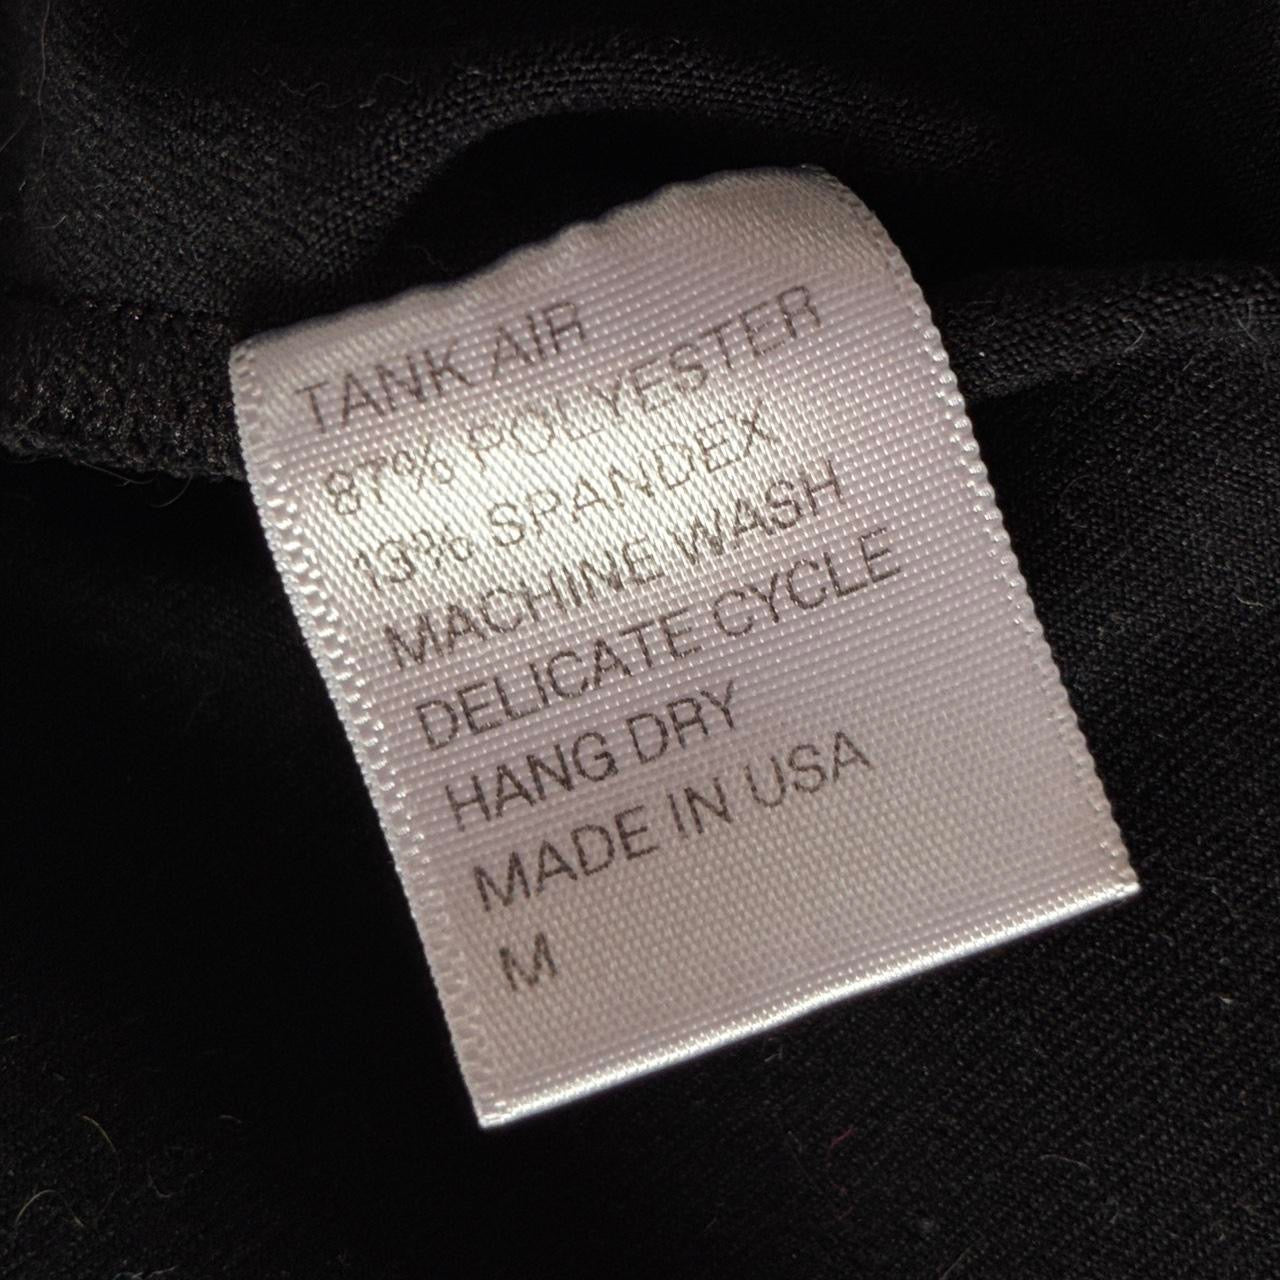 TANK AIR
87% POLYESTER
13% SPANDEX
MACHINE WASH
DELICATE CYCLE
HANG DRY
MADE IN USA
M